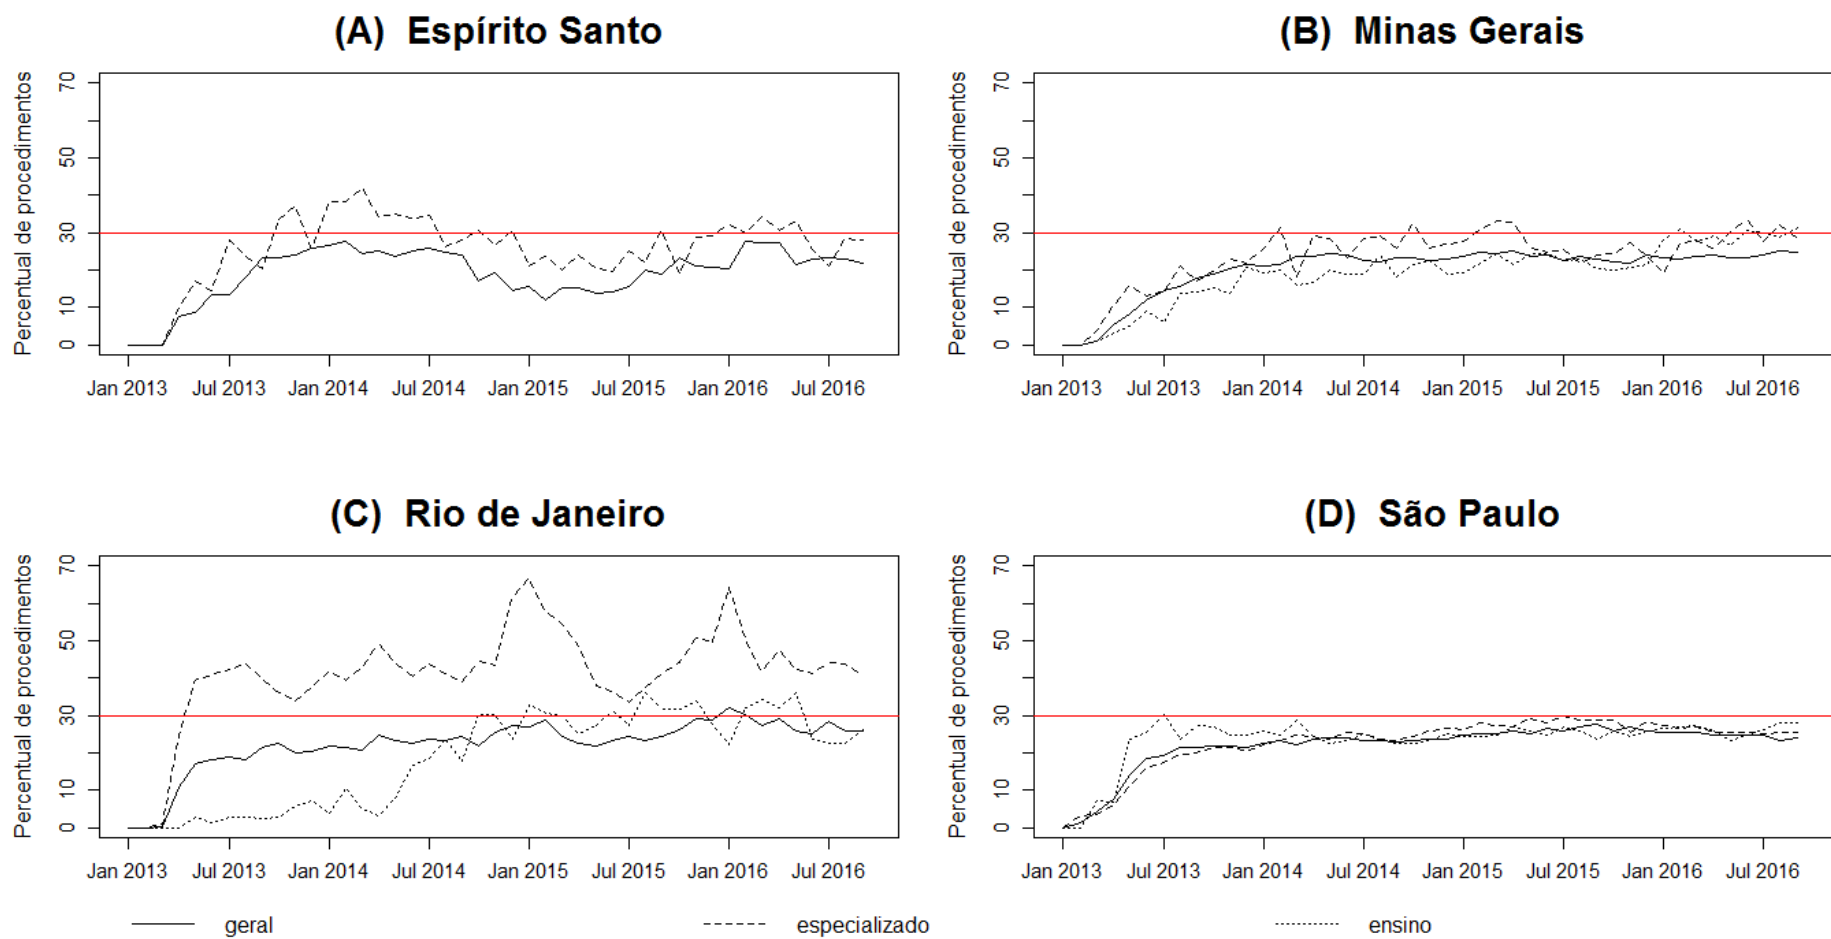 (A) Espírito Santo
Percentual de procedimentos
70
50
30
10
0
Jan 2013 Jul 2013 Jan 2014 Jul 2014 Jan 2015 Jul 2015 Jan 2016 Jul 2016
(B) Minas Gerais
Percentual de procedimentos
70
50
30
10
0
Jan 2013 Jul 2013 Jan 2014 Jul 2014 Jan 2015 Jul 2015 Jan 2016 Jul 2016
(C) Rio de Janeiro
Percentual de procedimentos
70
50
30
10
0
Jan 2013 Jul 2013 Jan 2014 Jul 2014 Jan 2015 Jul 2015 Jan 2016 Jul 2016
(D) São Paulo
Percentual de procedimentos
70
50
30
10
0
Jan 2013 Jul 2013 Jan 2014 Jul 2014 Jan 2015 Jul 2015 Jan 2016 Jul 2016
geral especializado ensino